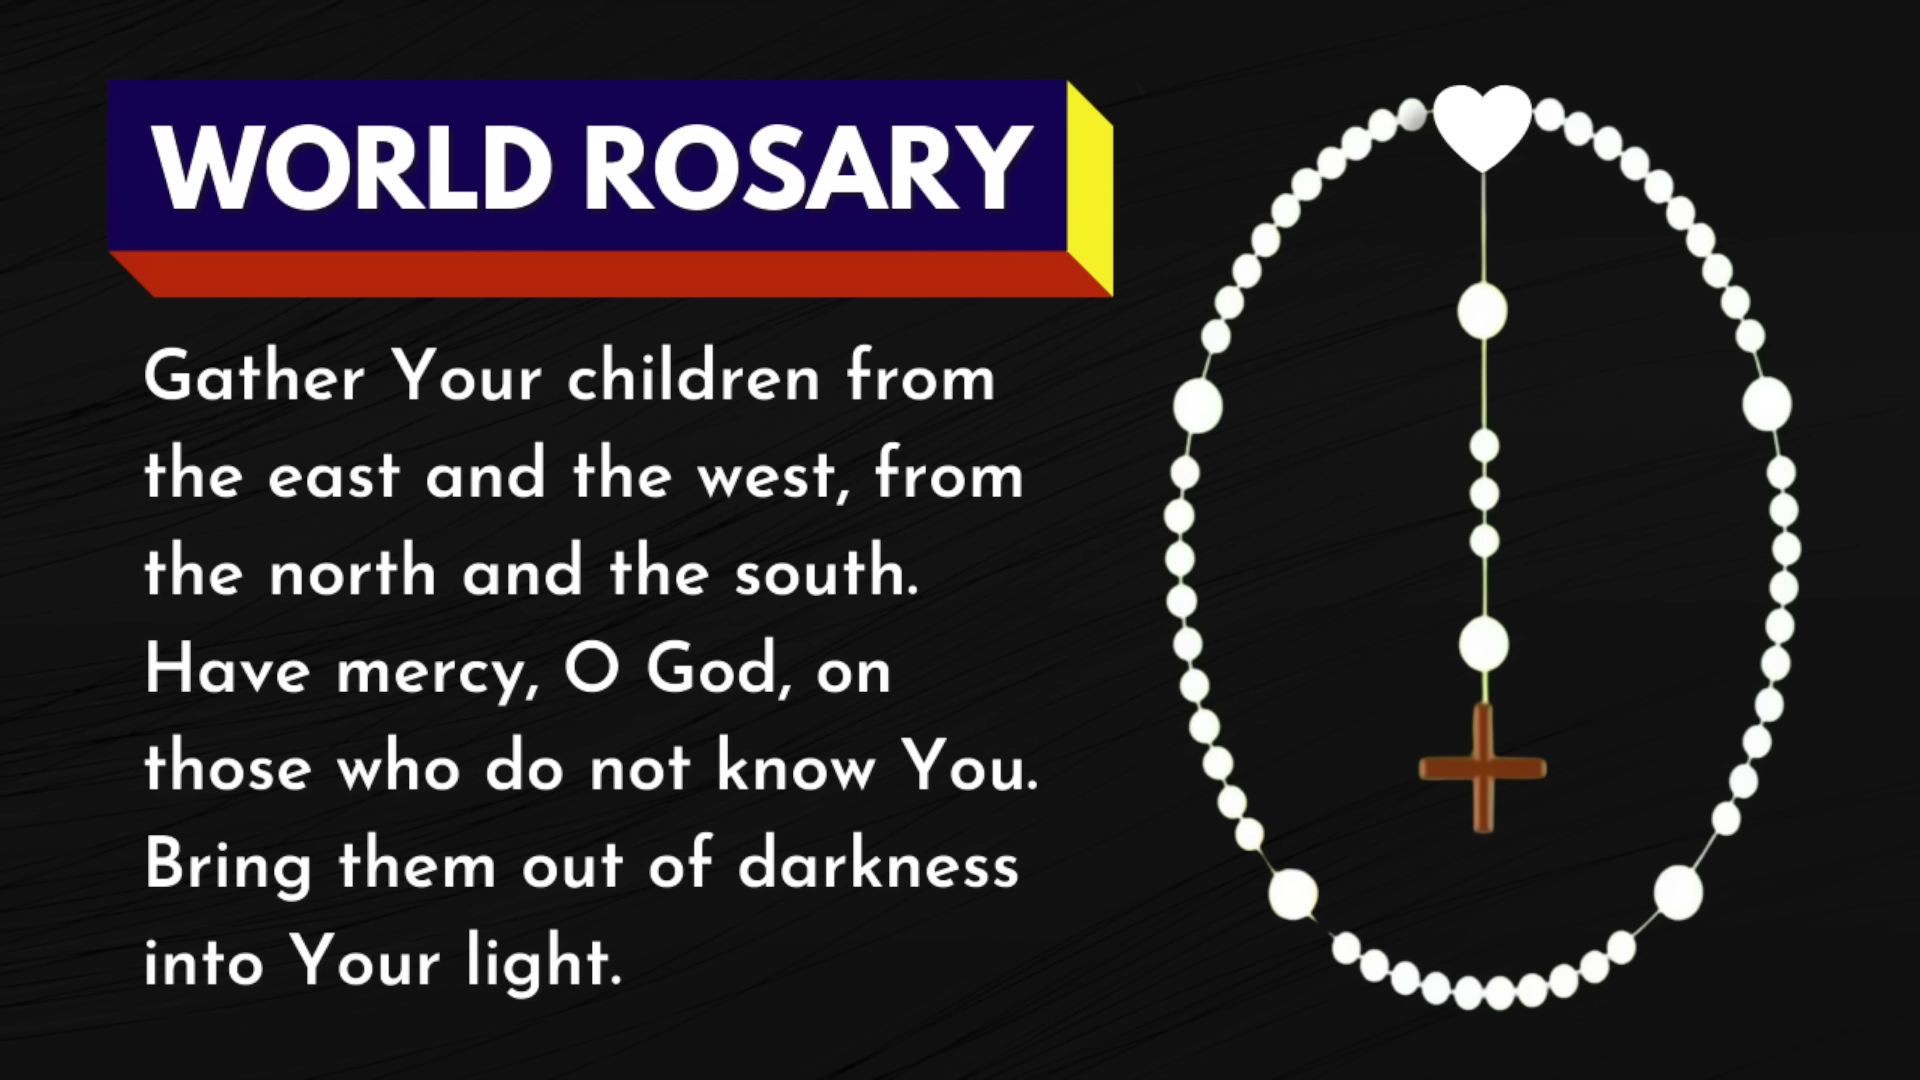 WORLD ROSARY
Gather Your children from
the east and the west, from
the north and the south.
Have mercy, O God, on
those who do not know You.
Bring them out of darkness
into Your light.